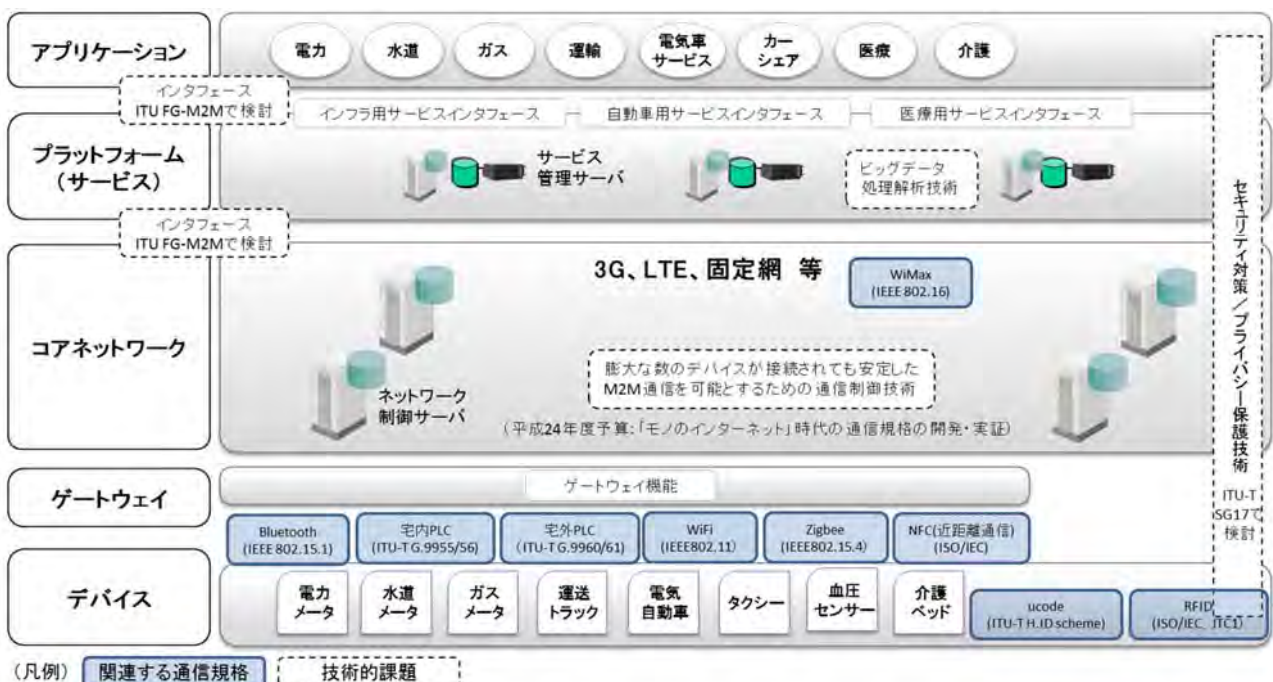 アプリケーション
電力
水道
ガス
運輸
電気車
サービス
カー
シェア
医療
介護
インタフェース
ITU FG-M2Mで検討
インフラ用サービスインタフェース
自動車用サービスインタフェース
医療用サービスインタフェース
プラットフォーム
（サービス）
サービス
管理サーバ
ビッグデータ
処理解析技術
インタフェース
ITU FG-M2Mで検討
コアネットワーク
3G、LTE、固定網 等
WiMax
(IEEE 802.16)
ネットワーク
制御サーバ
膨大な数のデバイスが接続されても安定した
M2M通信を可能とするための通信制御技術
（平成24年度予算：「モノのインターネット」時代の通信規格の開発・実証）
セキュリティ対策／プライバシー保護技術
ITU-T
SG17で
検討
ゲートウェイ
ゲートウェイ機能
Bluetooth
(IEEE 802.15.1)
宅内PLC
(ITU-T G.9955/56)
宅外PLC
(ITU-T G.9960/61)
WiFi
(IEEE802.11)
Zigbee
(IEEE802.15.4)
NFC(近距離通信)
(ISO/IEC)
デバイス
電力
メータ
水道
メータ
ガス
メータ
運送
トラック
電気
自動車
タクシー
血圧
センサー
介護
ベッド
ucode
(ITU-T H.ID scheme)
RFID
(ISO/IEC JTC1)
（凡例）
関連する通信規格
技術的課題